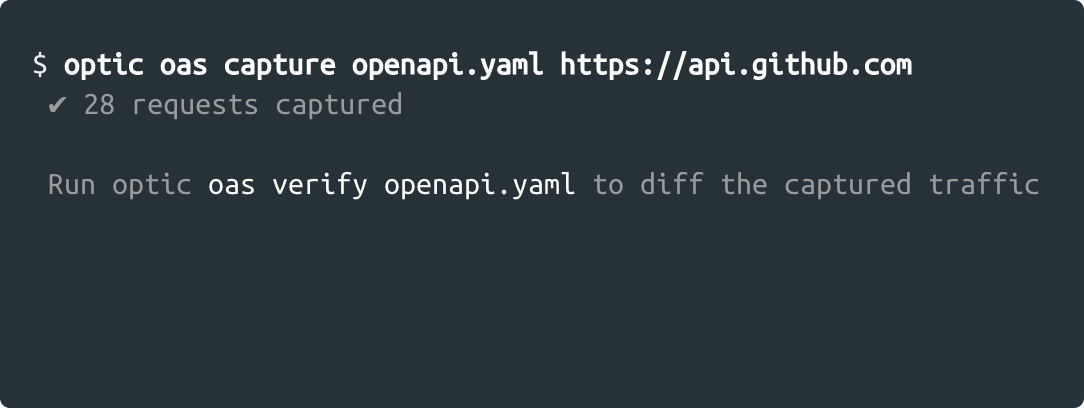 $ optic oas capture openapi.yaml https://api.github.com
✔ 28 requests captured
Run optic oas verify openapi.yaml to diff the captured traffic